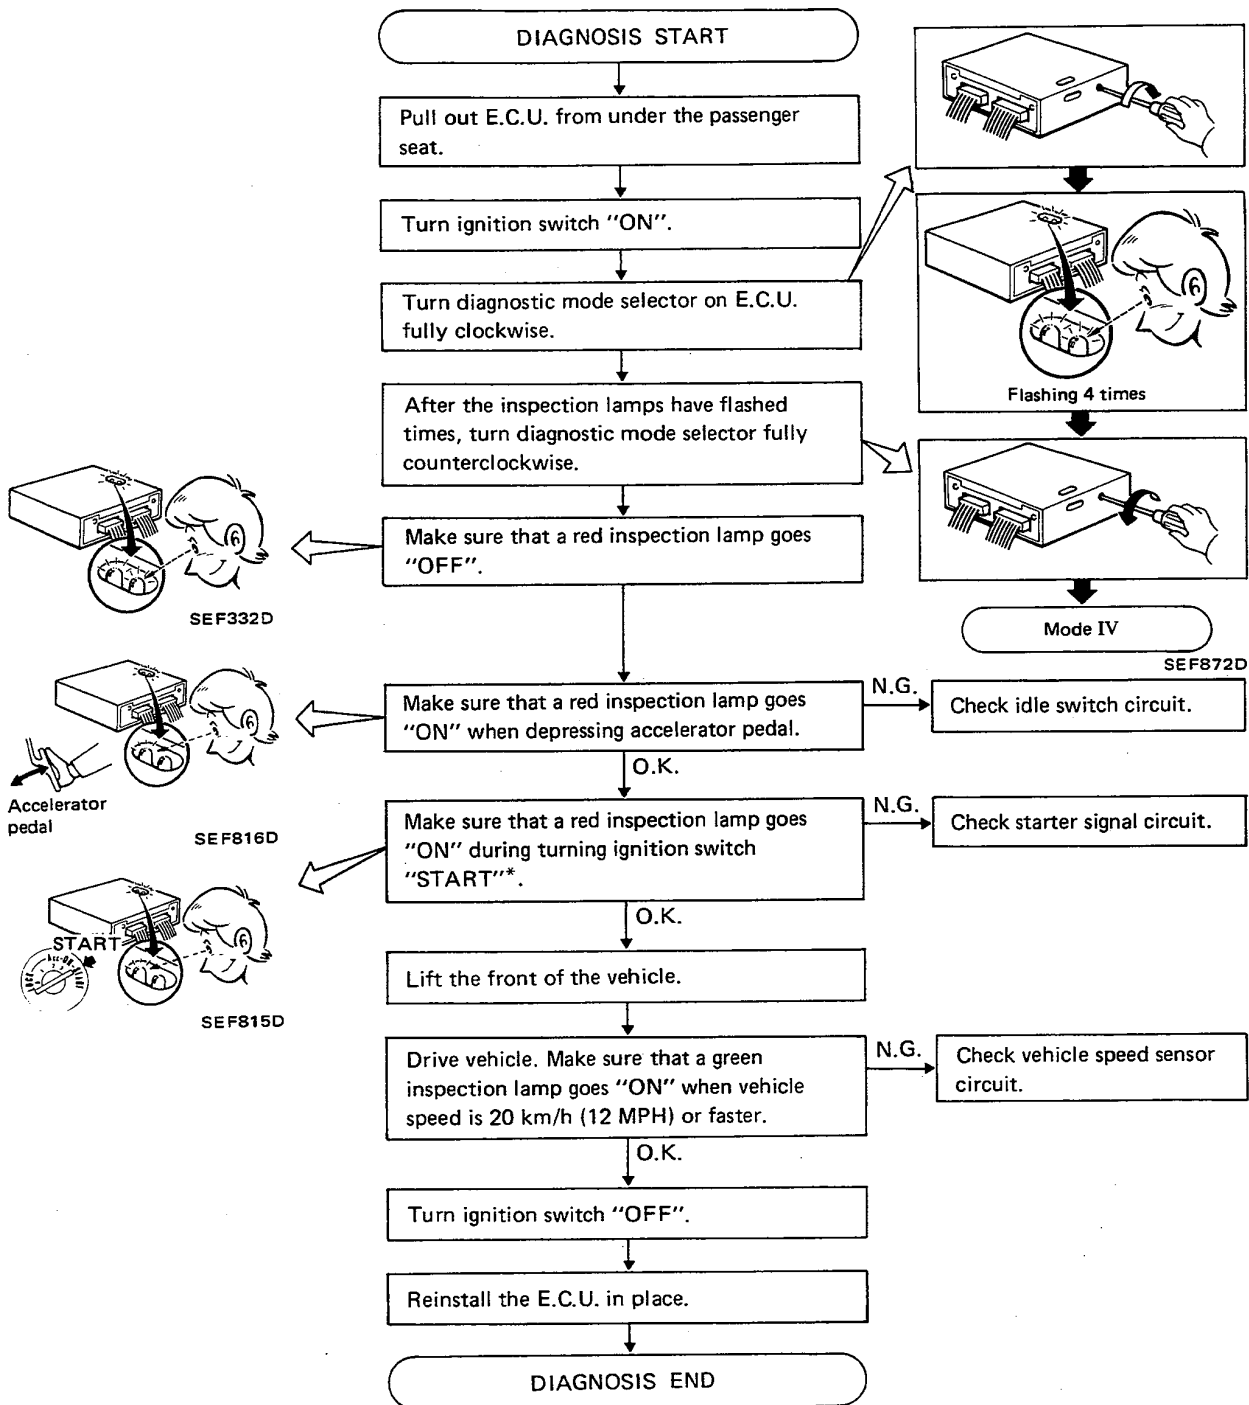 DIAGNOSIS START
Pull out E.C.U. from under the passenger
seat.
Turn ignition switch "ON".
Turn diagnostic mode selector on E.C.U.
fully clockwise.
Flashing 4 times
After the inspection lamps have flashed
times, turn diagnostic mode selector fully
counterclockwise.
Make sure that a red inspection lamp goes
"OFF".
SEF332D
Mode IV
SEF872D
Make sure that a red inspection lamp goes
"ON" when depressing accelerator pedal.
N.G.
Check idle switch circuit.
O.K.
Accelerator
pedal
SEF816D
Make sure that a red inspection lamp goes
"ON" during turning ignition switch
"START"*.
N.G.
Check starter signal circuit.
O.K.
START
SEF815D
Lift the front of the vehicle.
Drive vehicle. Make sure that a green
inspection lamp goes "ON" when vehicle
speed is 20 km/h (12 MPH) or faster.
N.G.
Check vehicle speed sensor
circuit.
O.K.
Turn ignition switch "OFF".
Reinstall the E.C.U. in place.
DIAGNOSIS END